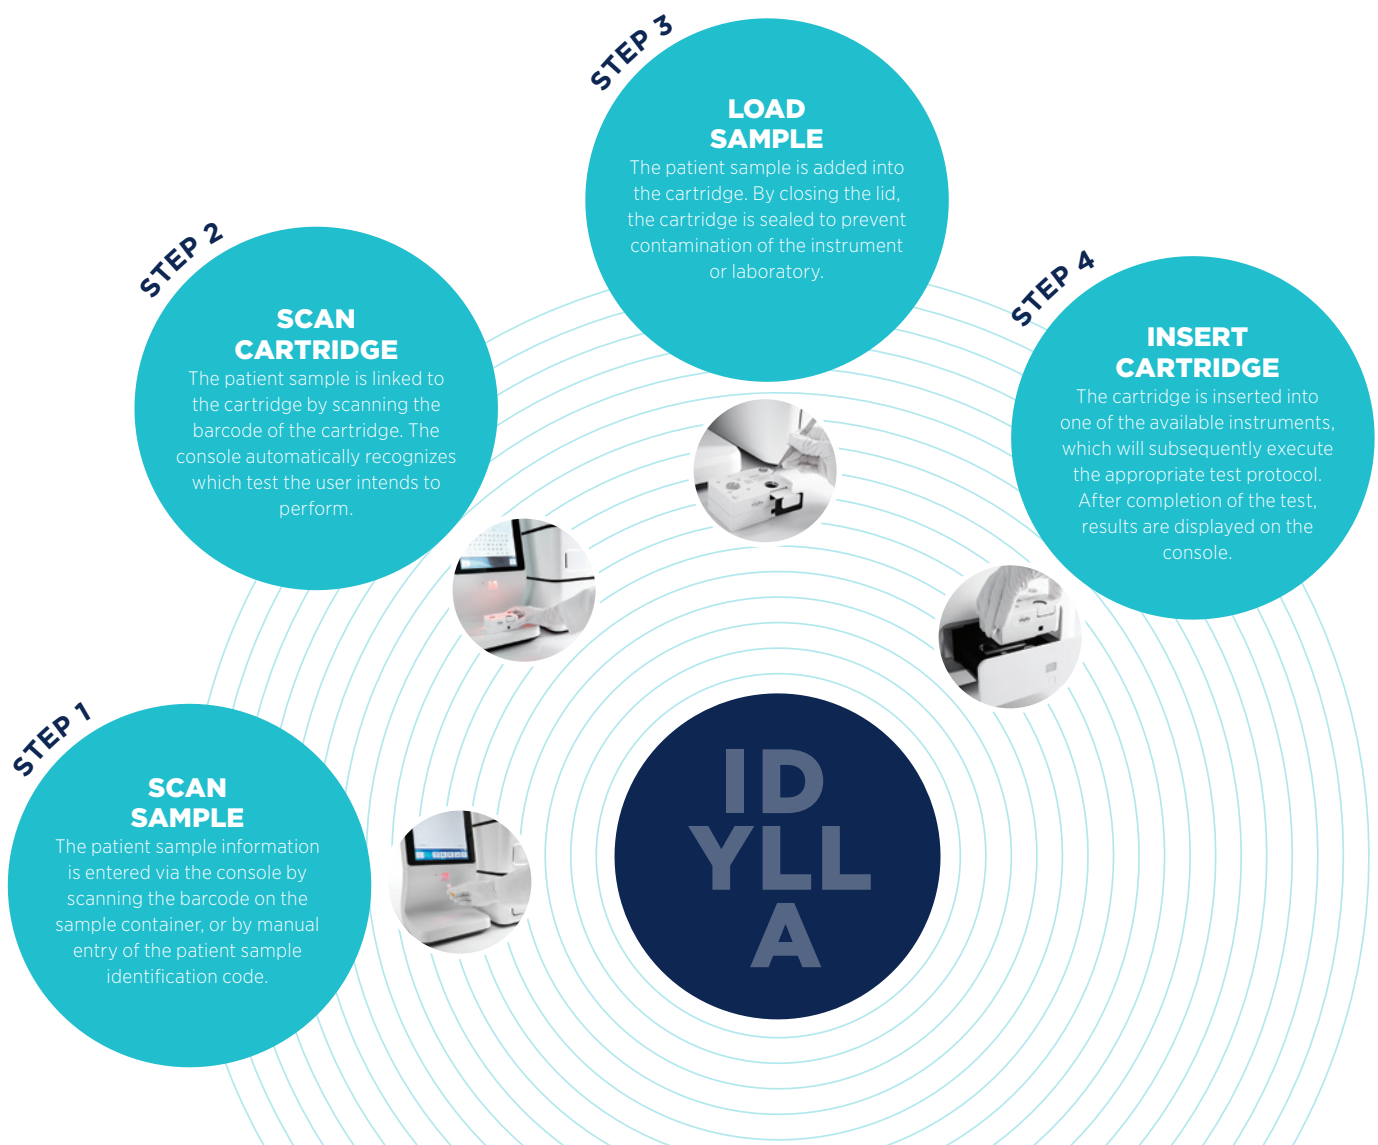 STEP 1
SCAN
SAMPLE
The patient sample information
is entered via the console by
scanning the barcode on the
sample container, or by manual
entry of the patient sample
identification code.
STEP 2
SCAN
CARTRIDGE
The patient sample is linked to
the cartridge by scanning the
barcode of the cartridge. The
console automatically recognizes
which test the user intends to
perform.
STEP 3
LOAD
SAMPLE
The patient sample is added into
the cartridge. By closing the lid,
the cartridge is sealed to prevent
contamination of the instrument
or laboratory.
STEP 4
INSERT
CARTRIDGE
The cartridge is inserted into
one of the available instruments,
which will subsequently execute
the appropriate test protocol.
After completion of the test,
results are displayed on the
console.
ID
YLL
A